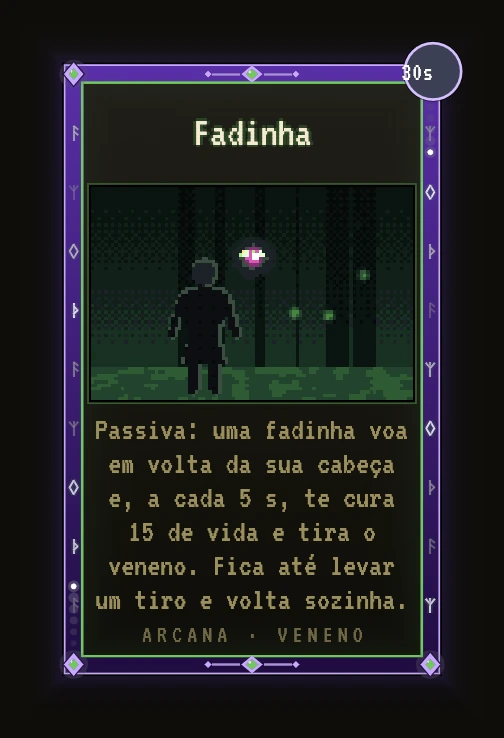 30s
Fadinha
Passiva: uma fadinha voa
em volta da sua cabeça
e, a cada 5 s, te cura
15 de vida e tira o
veneno. Fica até levar
um tiro e volta sozinha.
ARCANA · VENENO